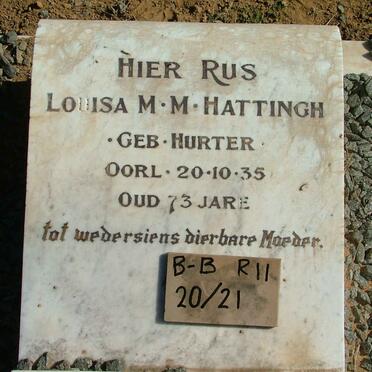 HIER RUS
LOUISA M·M·HATTINGH
·GEB·HURTER·
OORL·20·10·35
OUD 73 JARE
tot wedersiens dierbare Moeder.
B-B R11
20/21